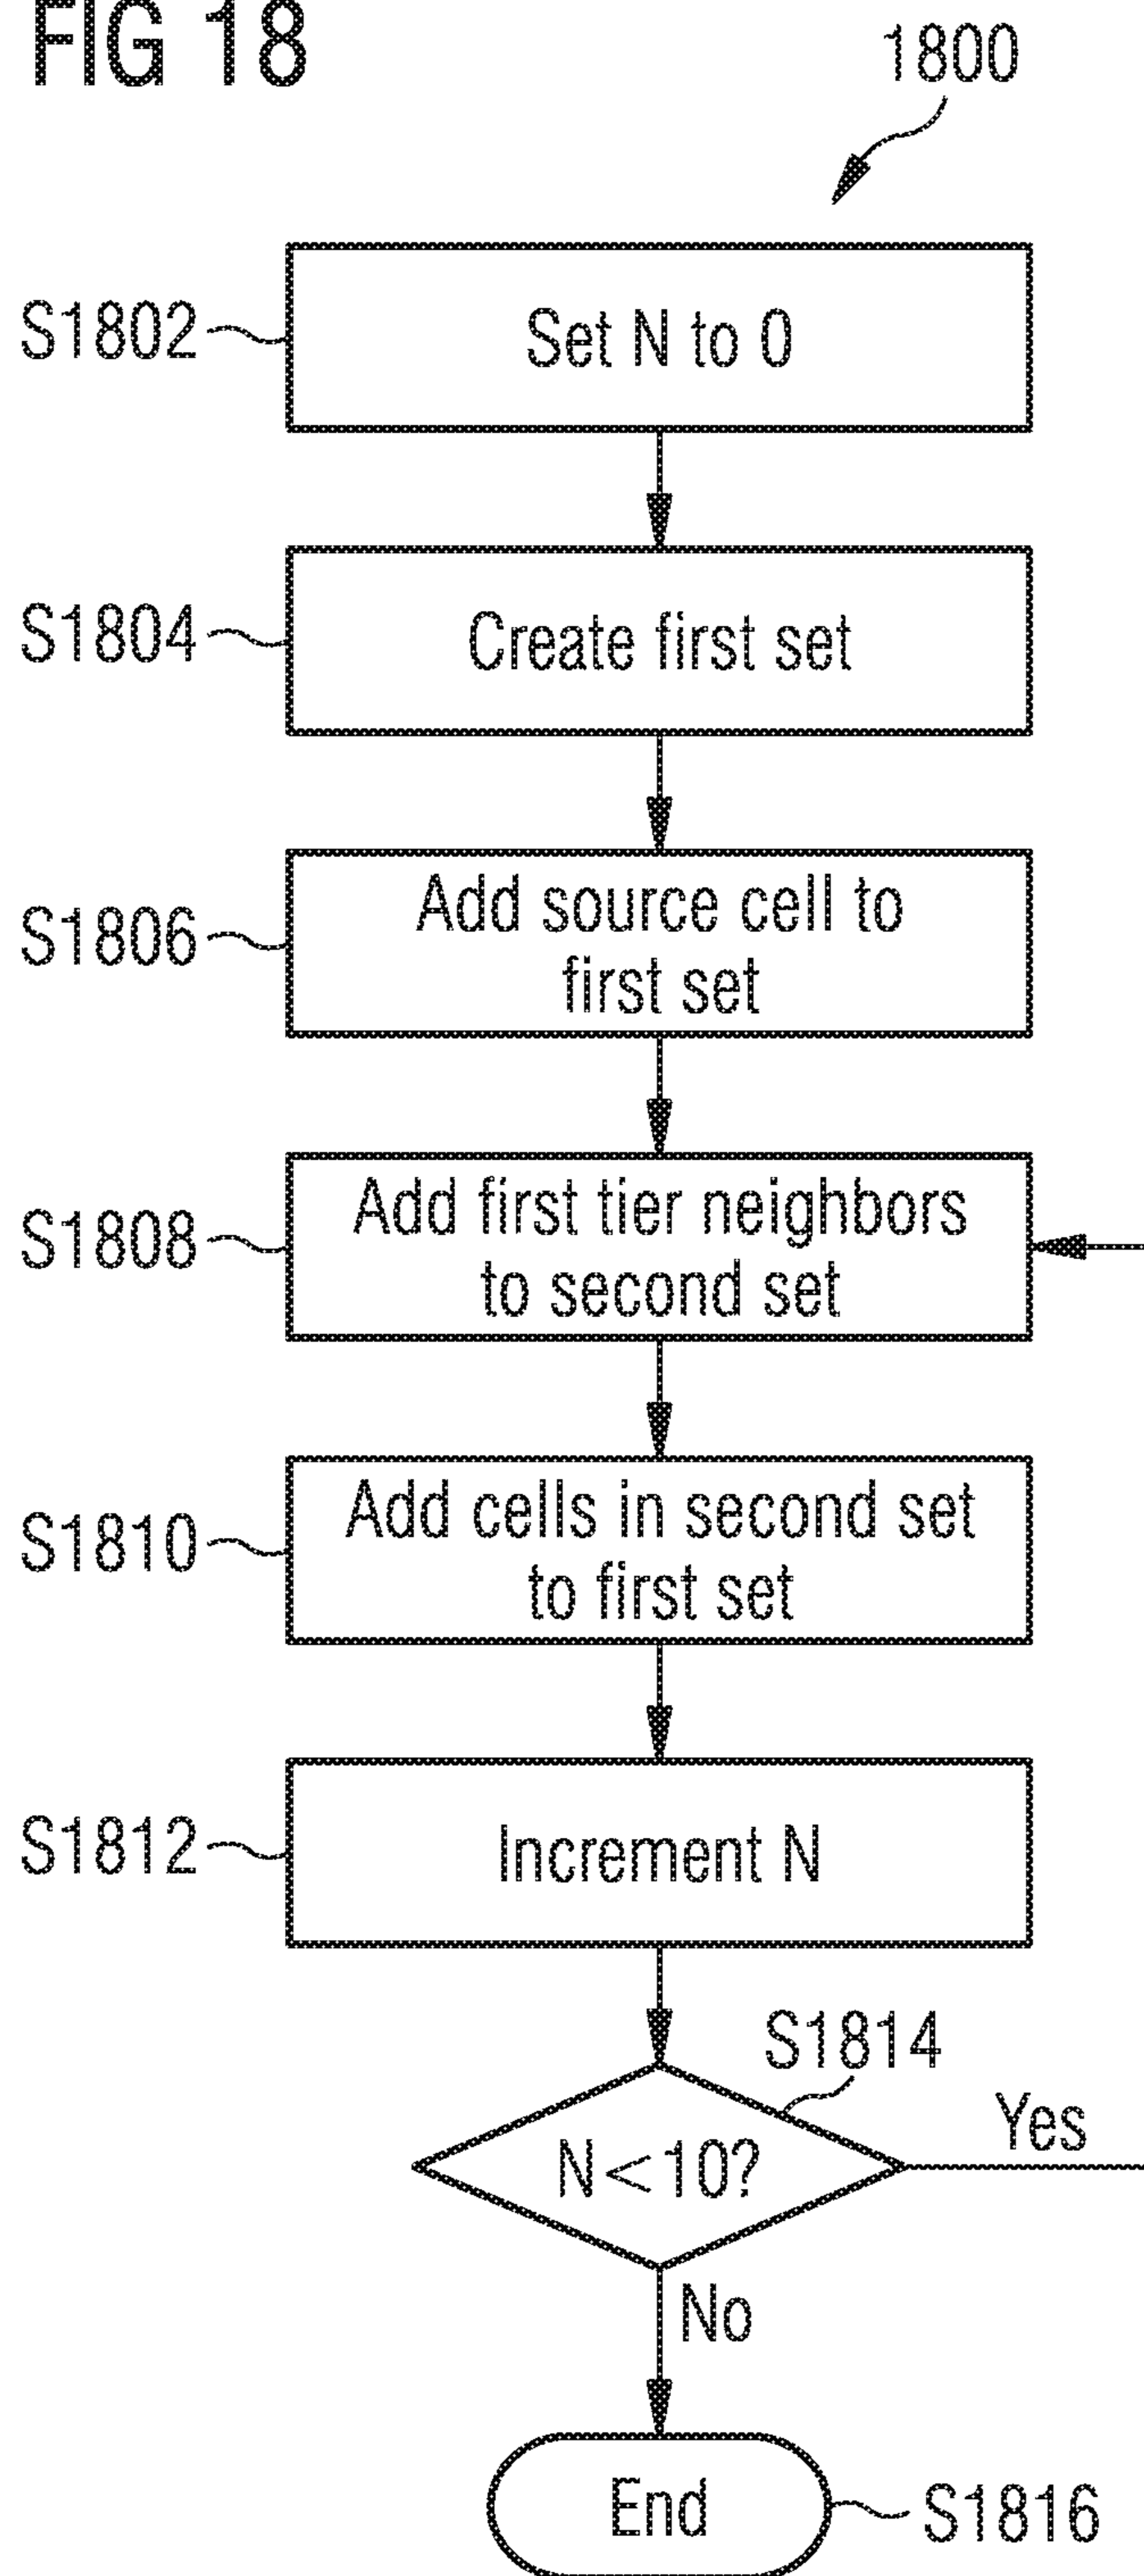 FIG 18
1800
S1802
Set N to 0
S1804
Create first set
S1806
Add source cell to
first set
S1808
Add first tier neighbors
to second set
S1810
Add cells in second set
to first set
S1812
Increment N
S1814
N<10?
Yes
No
End
S1816